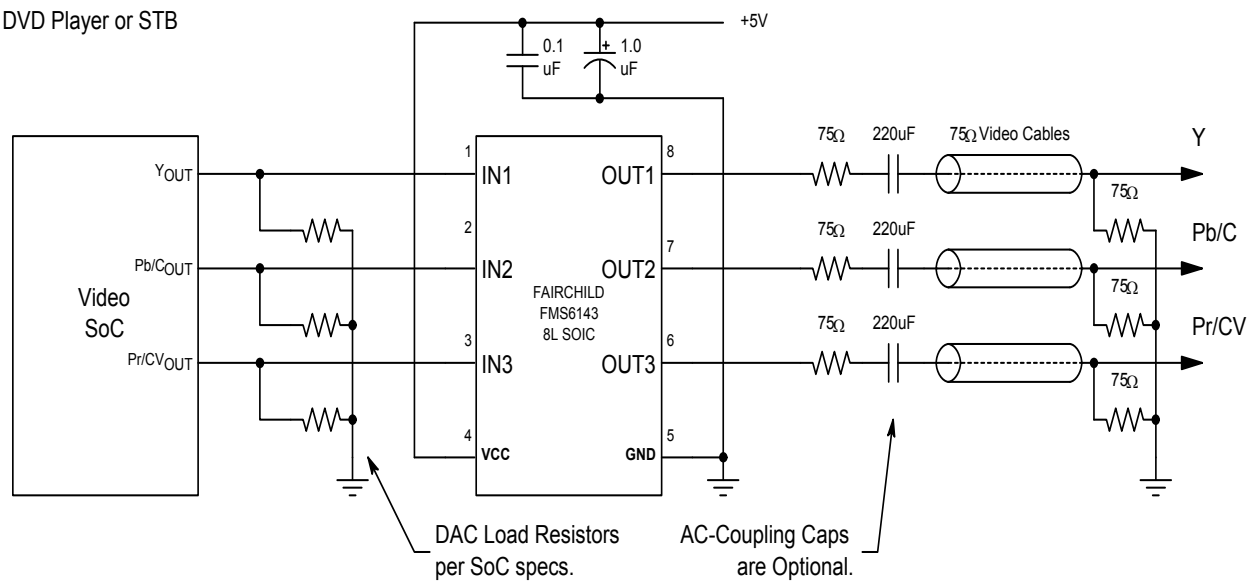 DVD Player or STB
+5V
0.1
uF
+
1.0
uF
Video
SoC
YOUT
Pb/COUT
Pr/CVOUT
1
2
3
4
IN1
IN2
IN3
VCC
FAIRCHILD
FMS6143
8L SOIC
OUT1
OUT2
OUT3
GND
8
7
6
5
75Ω 220uF 75Ω Video Cables
Y
75Ω
75Ω 220uF
Pb/C
75Ω
75Ω 220uF
Pr/CV
75Ω
DAC Load Resistors
per SoC specs.
AC-Coupling Caps
are Optional.